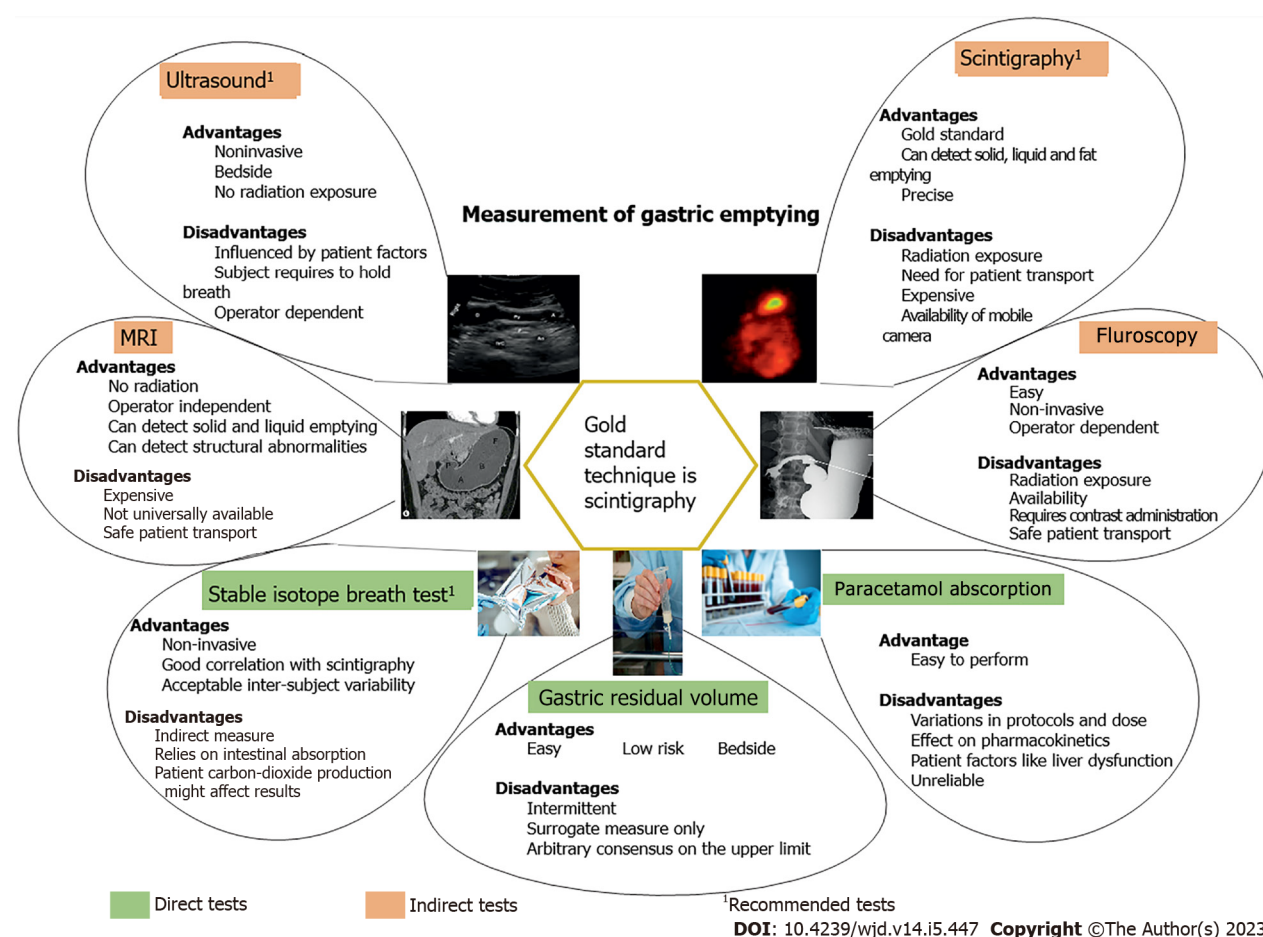 Ultrasound¹
Advantages
Noninvasive
Bedside
No radiation exposure
Disadvantages
Influenced by patient factors
Subject requires to hold
breath
Operator dependent
Scintigraphy¹
Advantages
Gold standard
Can detect solid, liquid and fat
emptying
Precise
Disadvantages
Radiation exposure
Need for patient transport
Expensive
Availability of mobile
camera
Measurement of gastric emptying
MRI
Advantages
No radiation
Operator independent
Can detect solid and liquid emptying
Can detect structural abnormalities
Disadvantages
Expensive
Not universally available
Safe patient transport
Gold
standard
technique is
scintigraphy
Fluroscopy
Advantages
Easy
Non-invasive
Operator dependent
Disadvantages
Radiation exposure
Availability
Requires contrast administration
Safe patient transport
Stable isotope breath test¹
Advantages
Non-invasive
Good correlation with scintigraphy
Acceptable inter-subject variability
Disadvantages
Indirect measure
Relies on intestinal absorption
Patient carbon-dioxide production
might affect results
Gastric residual volume
Advantages
Easy Low risk Bedside
Disadvantages
Intermittent
Surrogate measure only
Arbitrary consensus on the upper limit
Paracetamol abscorption
Advantage
Easy to perform
Disadvantages
Variations in protocols and dose
Effect on pharmacokinetics
Patient factors like liver dysfunction
Unreliable
Direct tests
Indirect tests
¹Recommended tests
DOI: 10.4239/wjd.v14.i5.447 Copyright ©The Author(s) 2023